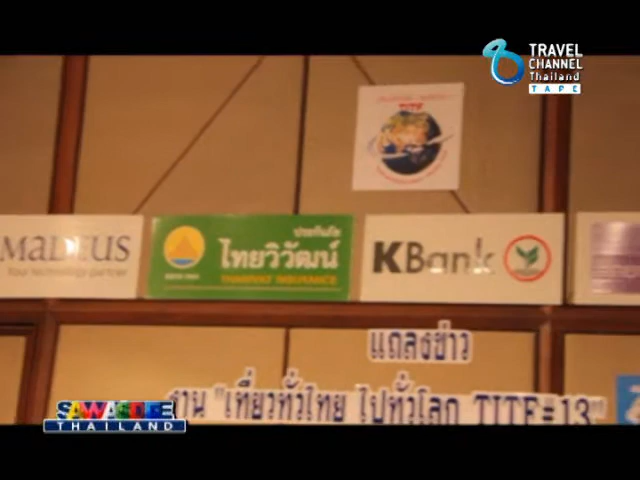 TRAVEL
CHANNEL
Thailand
TAPE
amadeus
Your technology partner
ประกันภัย
ไทยวิวัฒน์
THAIVIVAT INSURANCE
KBank
แถลงข่าว
งาน "เที่ยวทั่วไทย ไปทั่วโลก TITF=13"
SAWASDEE
THAILAND